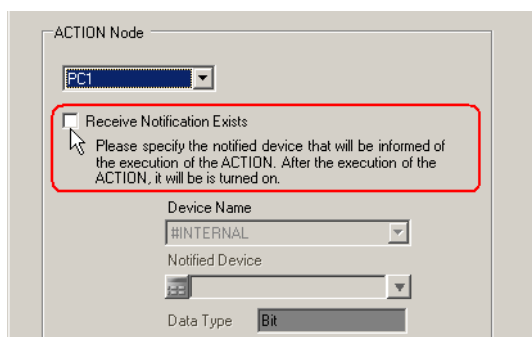 ACTION Node
PC1
Receive Notification Exists
Please specify the notified device that will be informed of
the execution of the ACTION. After the execution of the
ACTION, it will be is turned on.
Device Name
#INTERNAL
Notified Device
Data Type Bit